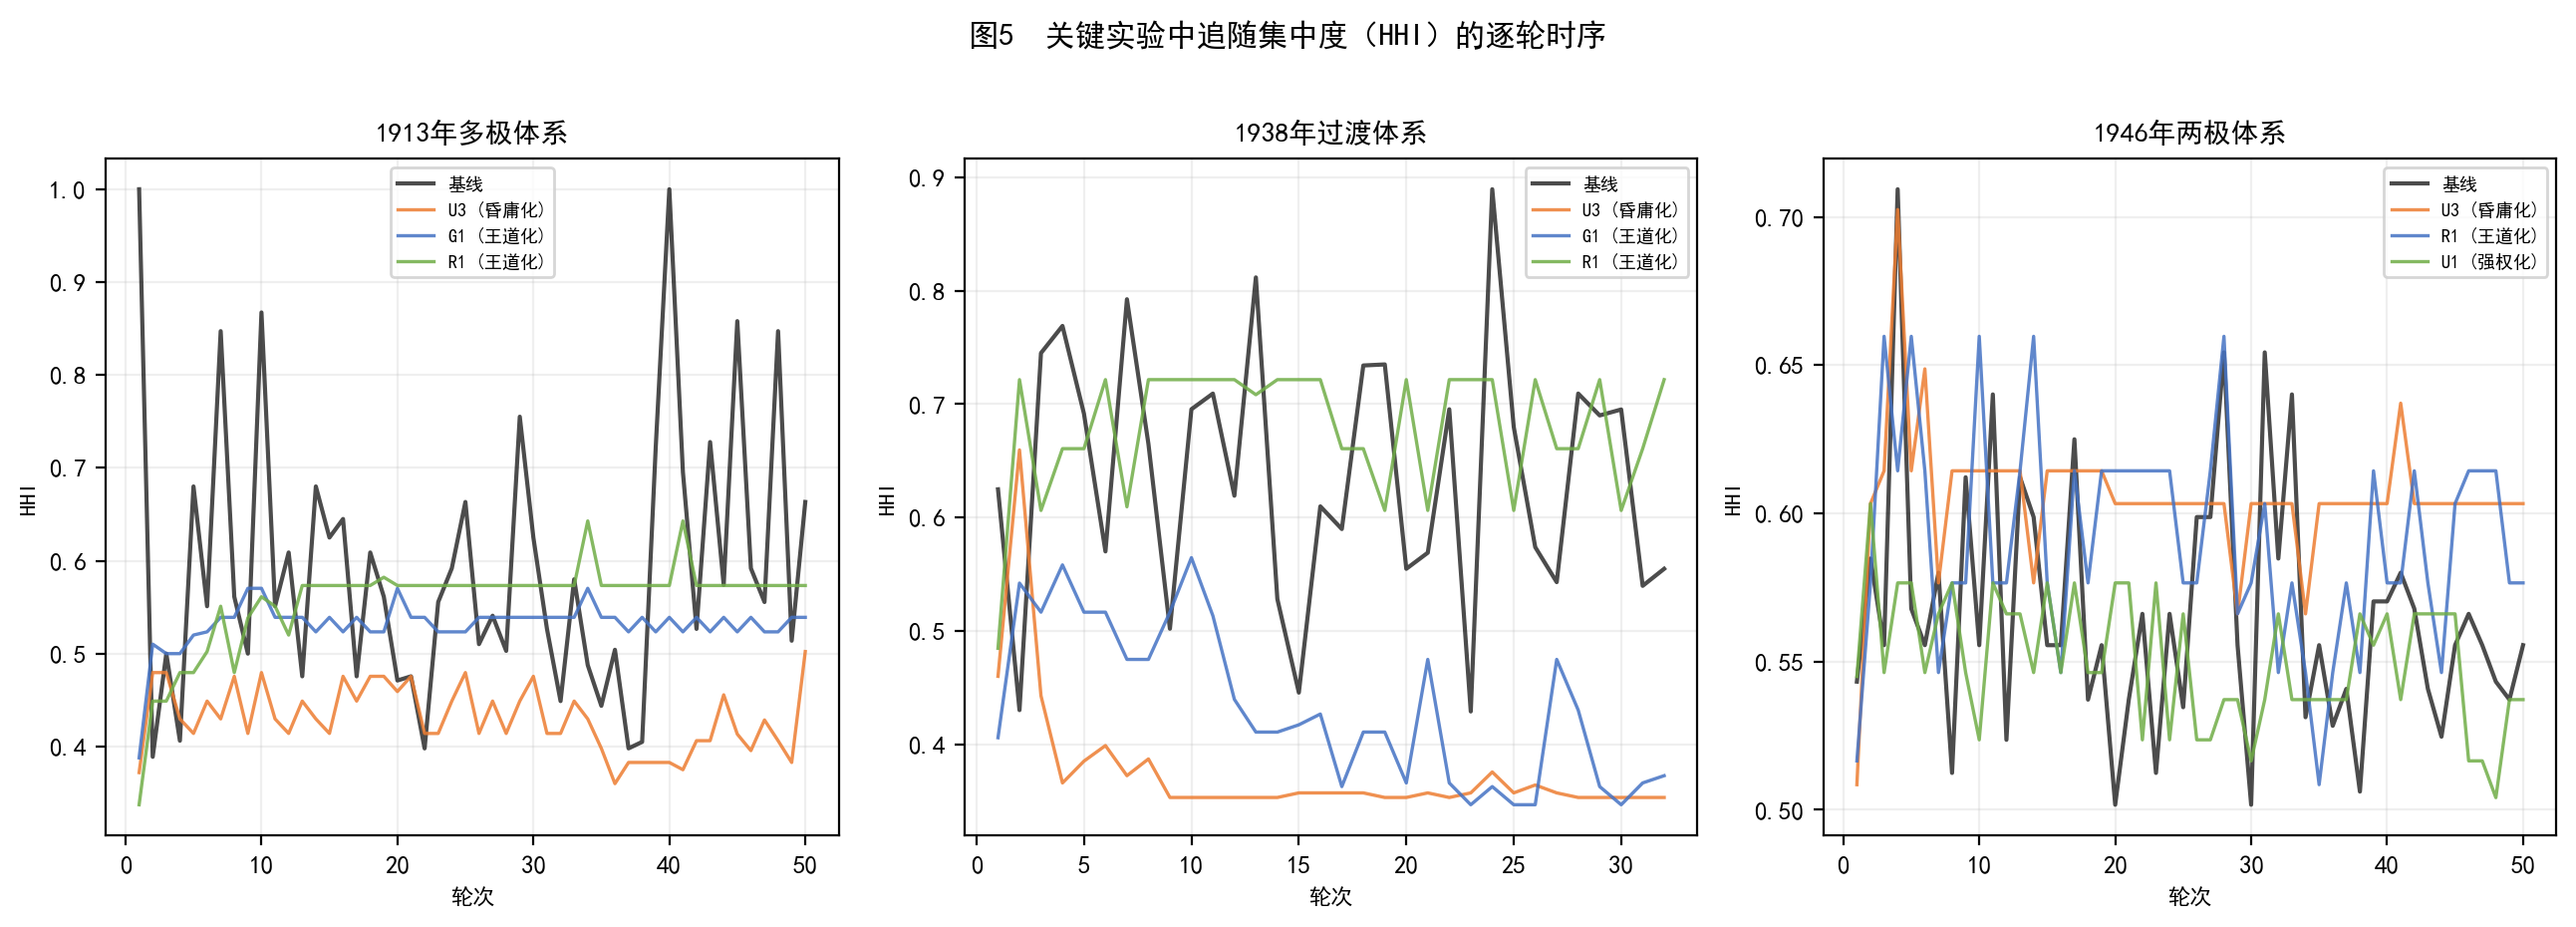 图5  关键实验中追随集中度（HHI）的逐轮时序
1913年多极体系
1.0
0.9
0.8
0.7
0.6
0.5
0.4
HHI
基线
U3 (昏庸化)
G1 (王道化)
R1 (王道化)
0 10 20 30 40 50
轮次
1938年过渡体系
0.9
0.8
0.7
0.6
0.5
0.4
HHI
基线
U3 (昏庸化)
G1 (王道化)
R1 (王道化)
0 5 10 15 20 25 30
轮次
1946年两极体系
0.70
0.65
0.60
0.55
0.50
HHI
基线
U3 (昏庸化)
R1 (王道化)
U1 (强权化)
0 10 20 30 40 50
轮次